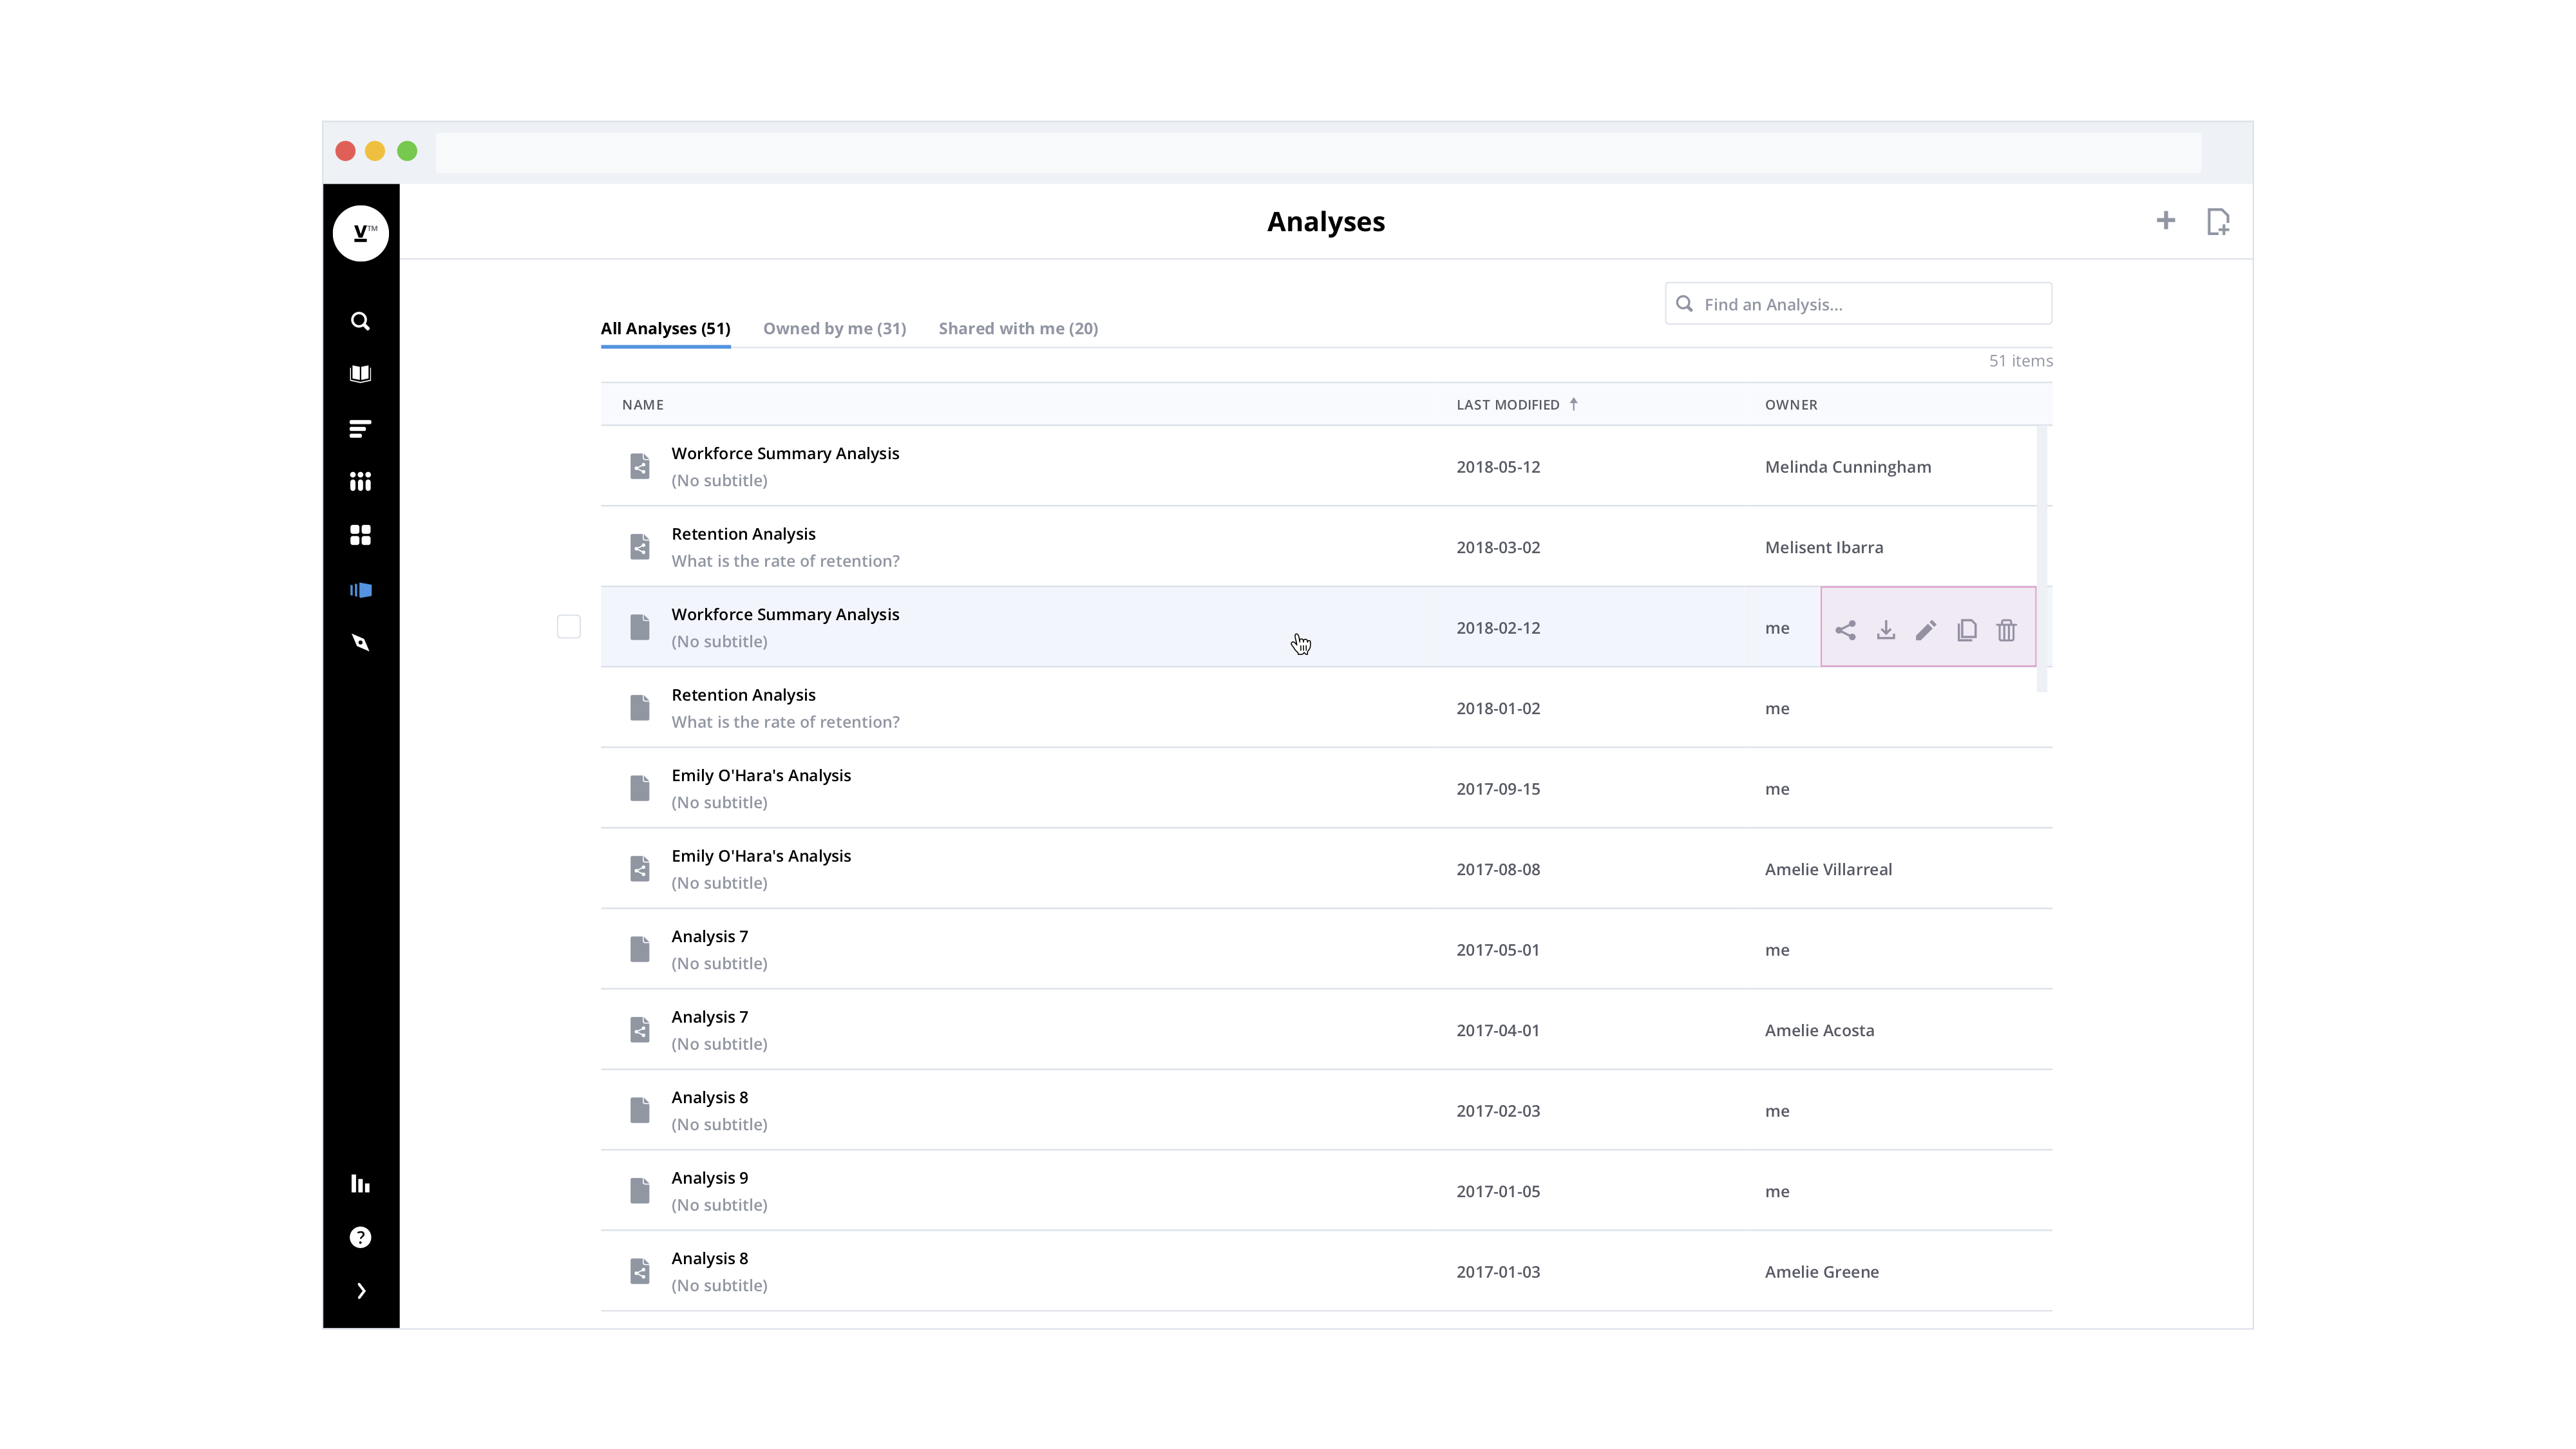 V™
Analyses
Find an Analysis...
All Analyses (51) Owned by me (31) Shared with me (20)
51 items
NAME LAST MODIFIED OWNER
Workforce Summary Analysis
(No subtitle)
2018-05-12 Melinda Cunningham
Retention Analysis
What is the rate of retention?
2018-03-02 Melisent Ibarra
Workforce Summary Analysis
(No subtitle)
2018-02-12 me
Retention Analysis
What is the rate of retention?
2018-01-02 me
Emily O'Hara's Analysis
(No subtitle)
2017-09-15 me
Emily O'Hara's Analysis
(No subtitle)
2017-08-08 Amelie Villarreal
Analysis 7
(No subtitle)
2017-05-01 me
Analysis 7
(No subtitle)
2017-04-01 Amelie Acosta
Analysis 8
(No subtitle)
2017-02-03 me
Analysis 9
(No subtitle)
2017-01-05 me
Analysis 8
(No subtitle)
2017-01-03 Amelie Greene